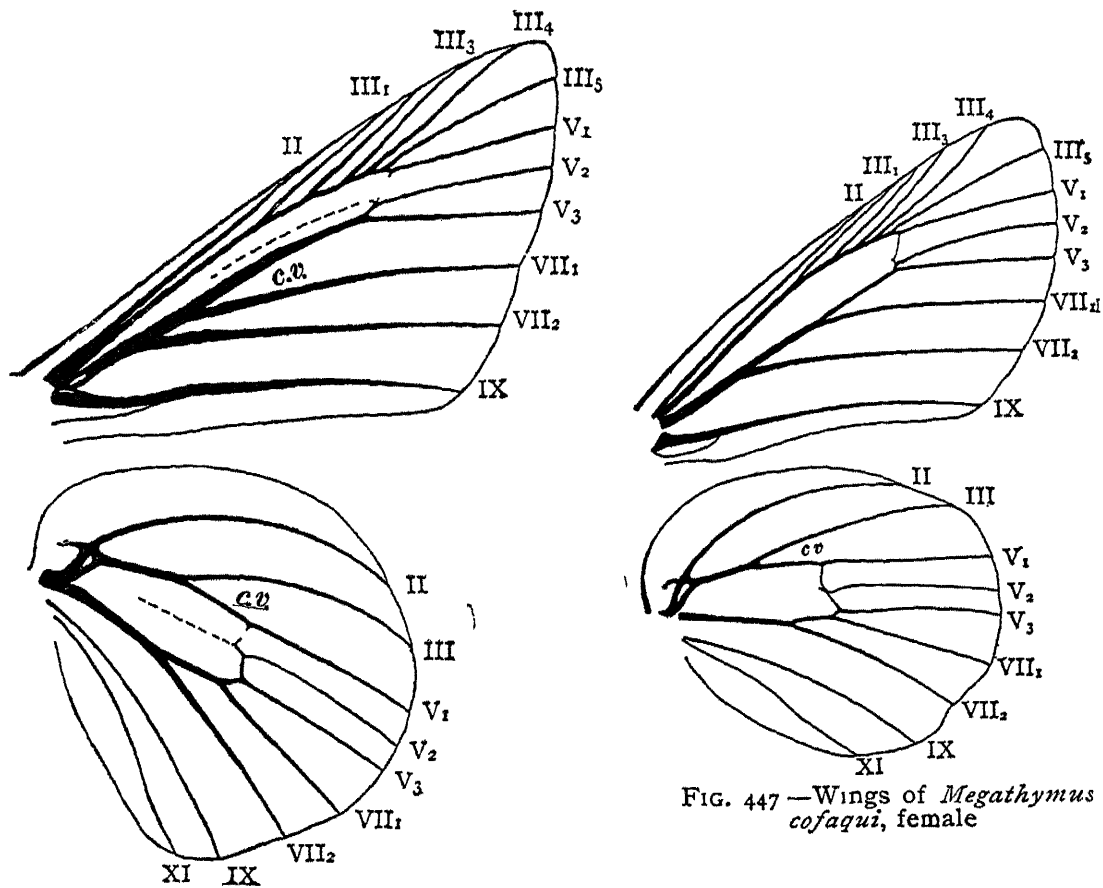 III₄
III₃
III₁
III₅
II
V₁
V₂
V₃
c.v.
VII₁
VII₂
IX
c.v.
II
III
V₁
V₂
V₃
VII₁
VII₂
IX
XI
III₄
III₃
III₁
II
III₅
V₁
V₂
V₃
VII₁
VII₂
IX
II
III
cv
V₁
V₂
V₃
VII₁
VII₂
IX
XI
FIG. 447 —Wings of Megathymus
cofaqui, female